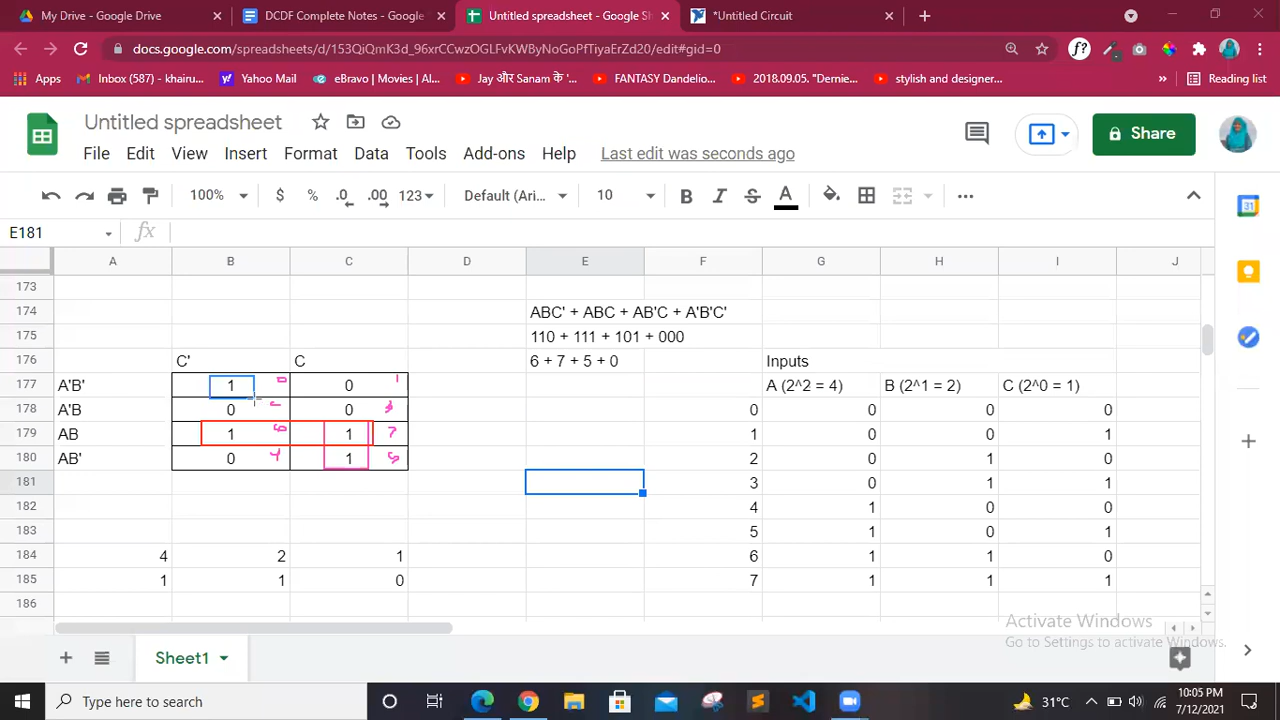 My Drive - Google Drive
DCDF Complete Notes - Google
Untitled spreadsheet - Google Sh
*Untitled Circuit
docs.google.com/spreadsheets/d/153QiQmK3d_96xrCCwzOGLFvKWByNoGoPfTiyaErZd20/edit#gid=0
Apps
Inbox (587) - khairu...
Yahoo Mail
eBravo | Movies | Al...
Jay और Sanam के '...
FANTASY Dandelio...
2018.09.05. "Dernie...
stylish and designer...
»
Reading list
Untitled spreadsheet
Share
File Edit View Insert Format Data Tools Add-ons Help Last edit was seconds ago
100% $ % .0 .00 123 Default (Ari... 10 B I S A ...
E181 fx
A B C D E F G H I J
173
174 ABC' + ABC + AB'C + A'B'C'
175 110 + 111 + 101 + 000
176 C' C 6 + 7 + 5 + 0 Inputs
177 A'B' 1 0 0 1 A (2^2 = 4) B (2^1 = 2) C (2^0 = 1)
178 A'B 0 0 0 0 0 0
179 AB 1 6 1 7 1 0 0 1
180 AB' 0 1 2 0 1 0
181 3 0 1 1
182 4 1 0 0
183 5 1 0 1
184 4 2 1 6 1 1 0
185 1 1 0 7 1 1 1
186
Activate Windows
Go to Settings to activate Windows.
Sheet1
Type here to search
31°C
10:05 PM
7/12/2021